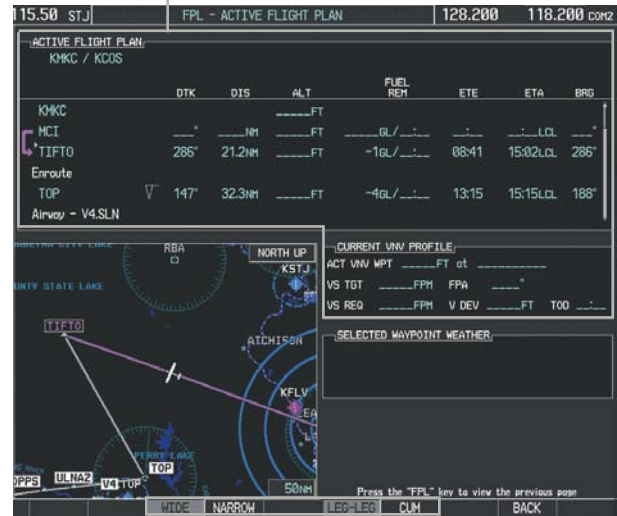 115.50 STJ FPL – ACTIVE FLIGHT PLAN 128.200 118.200 COM2
ACTIVE FLIGHT PLAN
KMKC / KCOS
DTK DIS ALT FUEL REM ETE ETA BRG
KMKC _____FT
MCI ___° ____NM _____FT _____GL/__:__ __:__ __:__LCL ___°
TIFTO 286° 21.2NM _____FT -1GL/__:__ 08:41 15:02LCL 286°
Enroute
TOP 147° 32.3NM _____FT -4GL/__:__ 13:15 15:15LCL 188°
Airway - V4.SLN
RBA
NORTH UP
KSTJ
UNTY STATE LAKE
TIFTO
ATCHISON
KFLV
PERRY LAKE
TOP
OPPS ULNAZ V4 TOP
50NM
CURRENT VNV PROFILE
ACT VNV WPT _____FT at __________
VS TGT _____FPM FPA ____°
VS REQ _____FPM V DEV _____FT TOD __:__
SELECTED WAYPOINT WEATHER
Press the "FPL" key to view the previous page
WIDE NARROW LEG-LEG CUM BACK